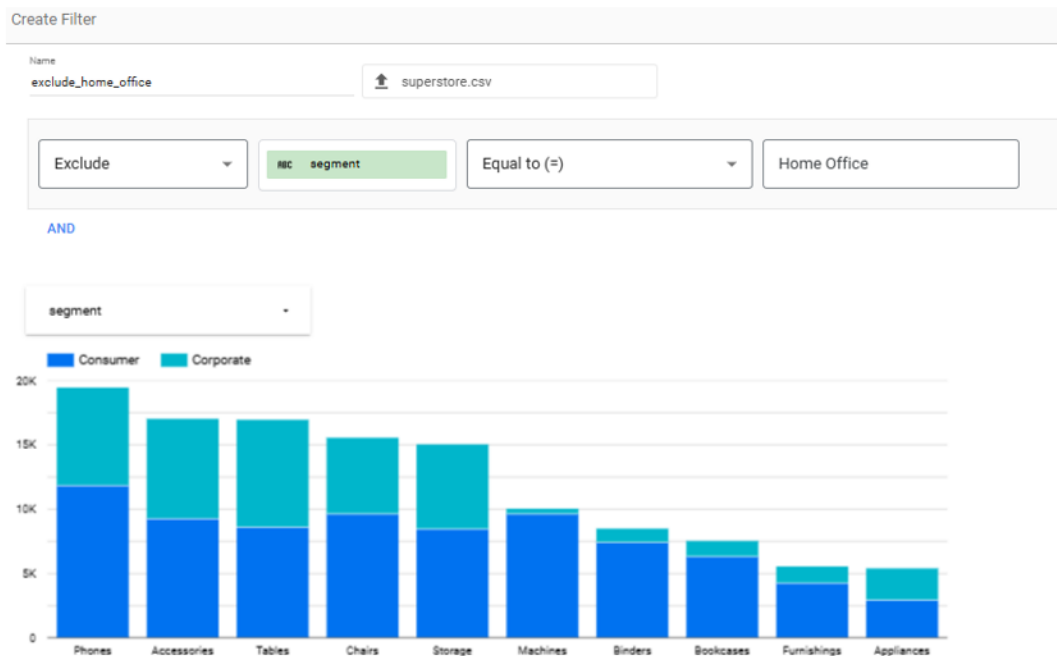 Create Filter
Name
exclude_home_office
superstore.csv
Exclude
ABC segment
Equal to (=)
Home Office
AND
segment
Consumer Corporate
20K
15K
10K
5K
0
Phones Accessories Tables Chairs Storage Machines Binders Bookcases Furnishings Appliances